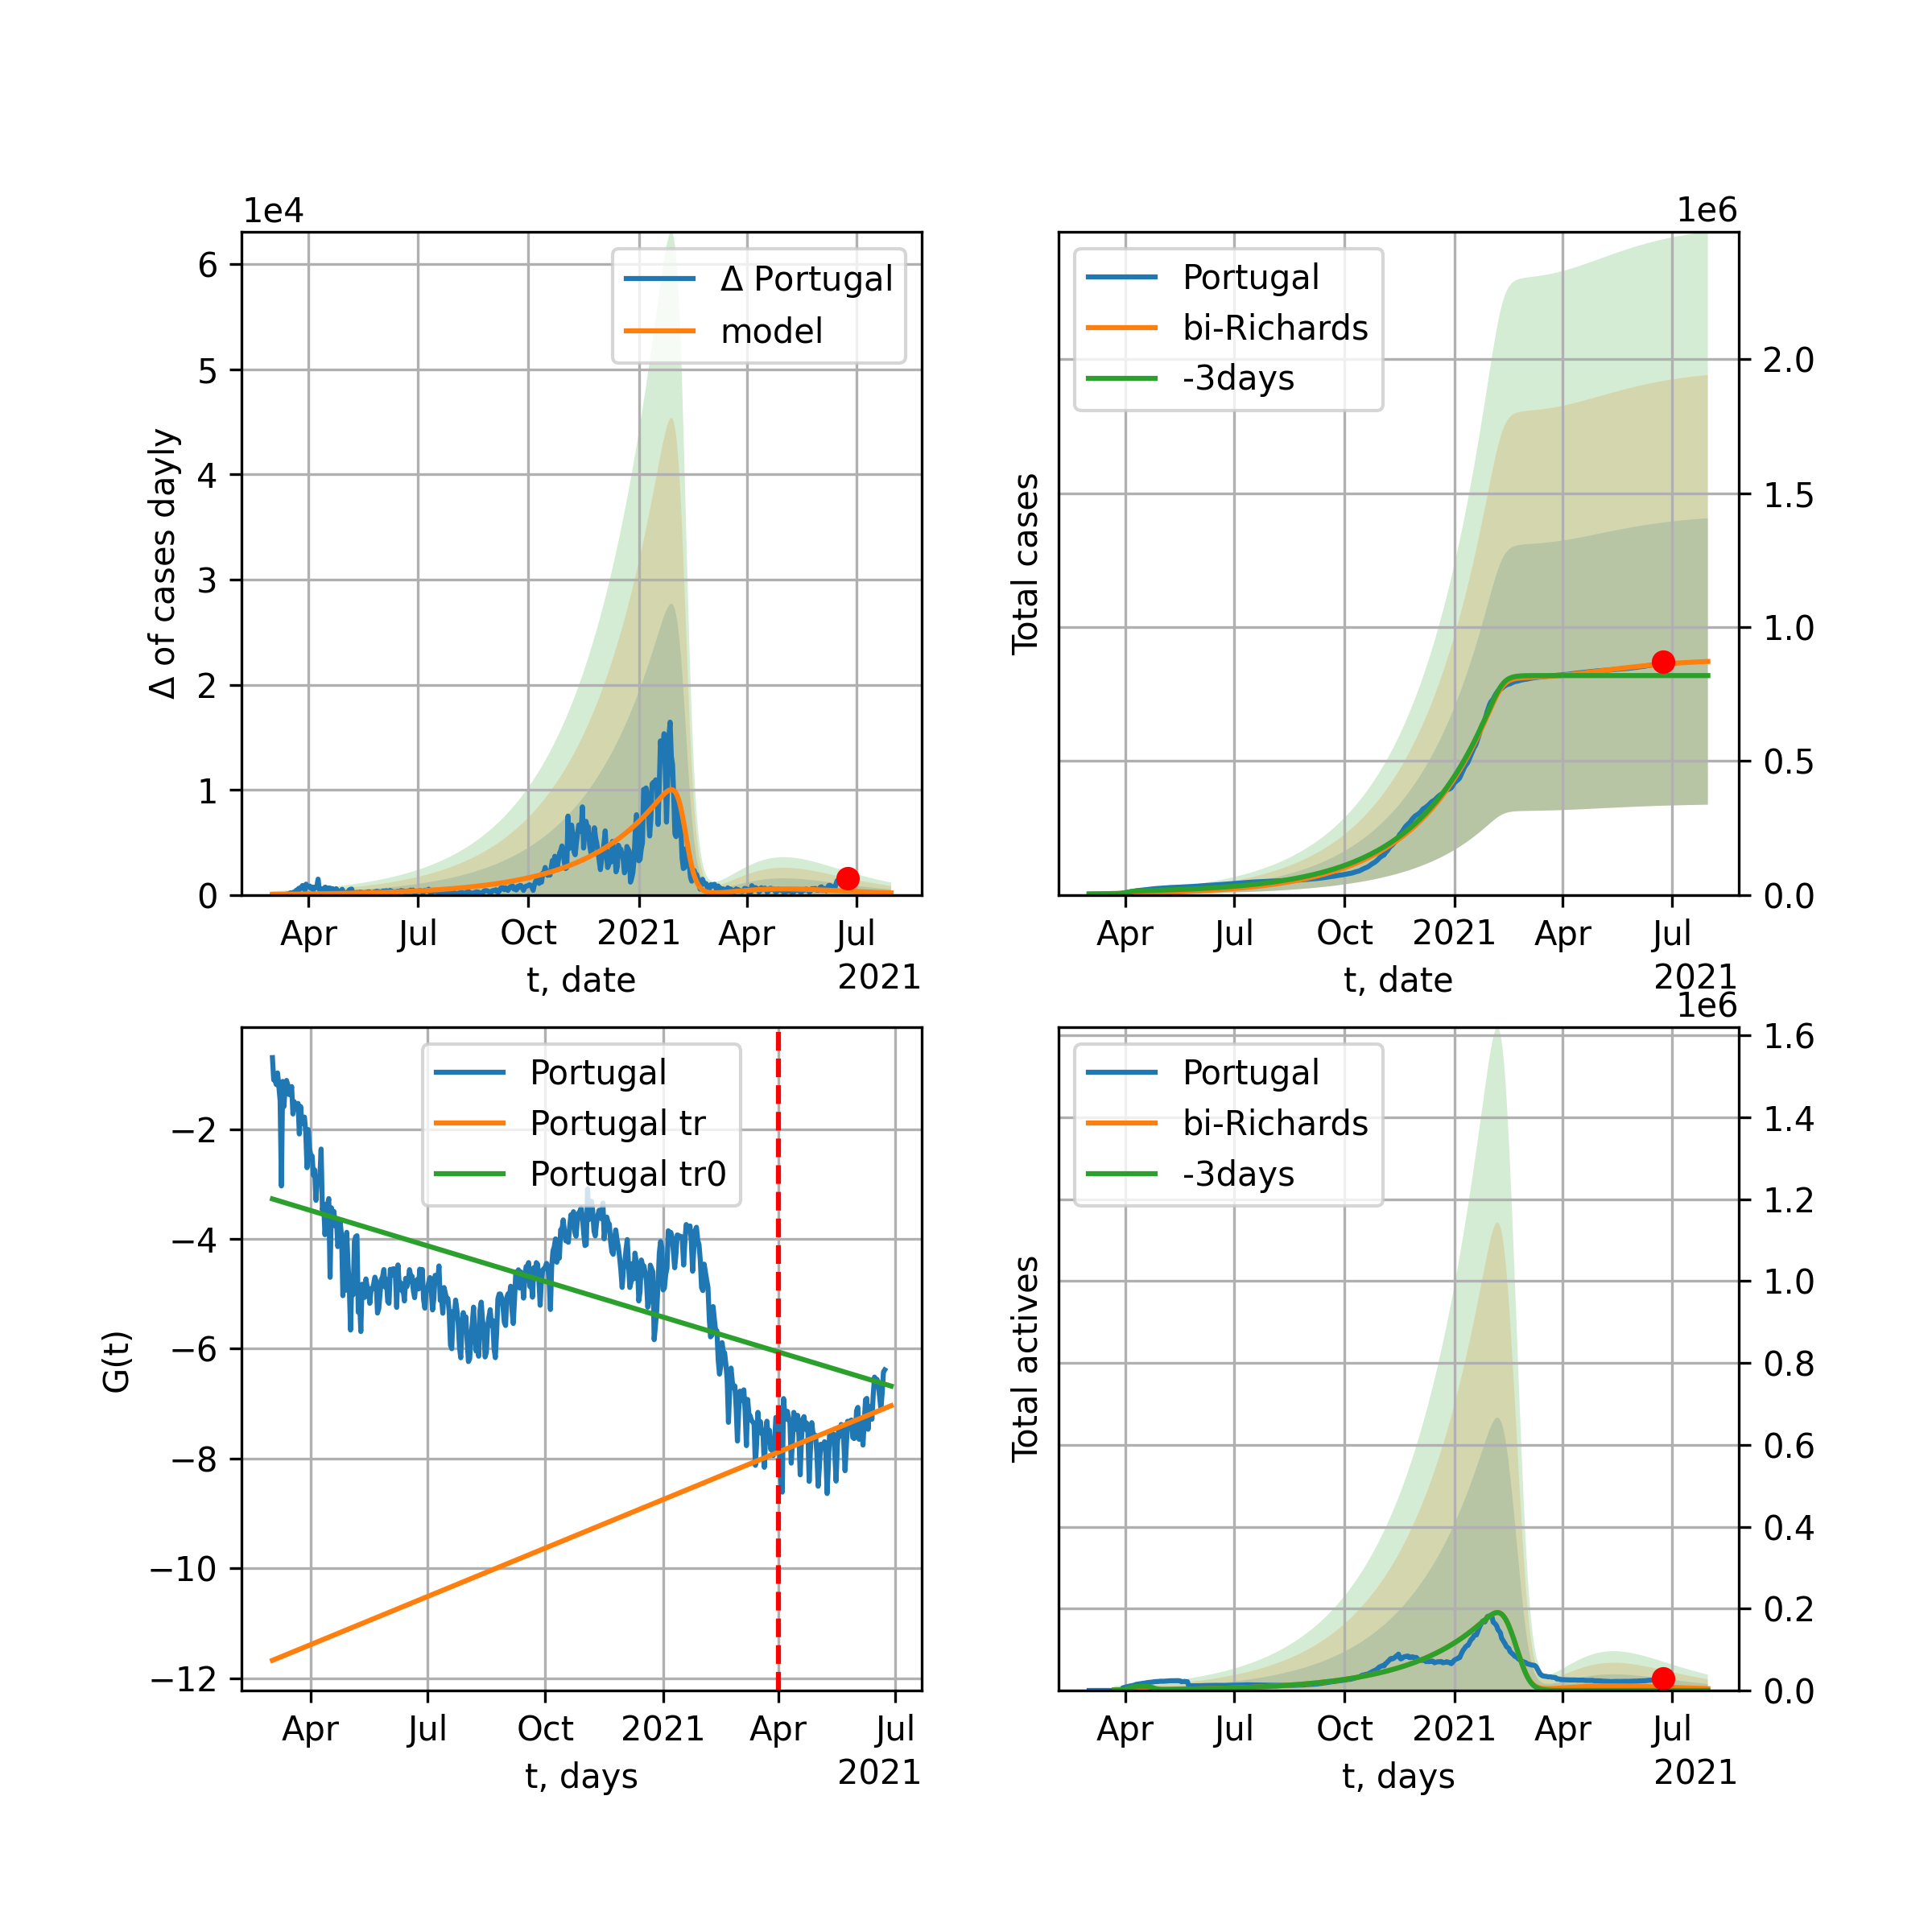 1e4
Δ of cases dayly
6
5
4
3
2
1
0
Δ Portugal
model
Apr
Jul
Oct
2021
Apr
Jul
2021
t, date
1e6
Total cases
Portugal
bi-Richards
-3days
2.0
1.5
1.0
0.5
0.0
Apr
Jul
Oct
2021
Apr
Jul
2021
t, date
G(t)
−2
−4
−6
−8
−10
−12
Portugal
Portugal tr
Portugal tr0
Apr
Jul
Oct
2021
Apr
Jul
2021
t, days
1e6
Total actives
Portugal
bi-Richards
-3days
1.6
1.4
1.2
1.0
0.8
0.6
0.4
0.2
0.0
Apr
Jul
Oct
2021
Apr
Jul
2021
t, days